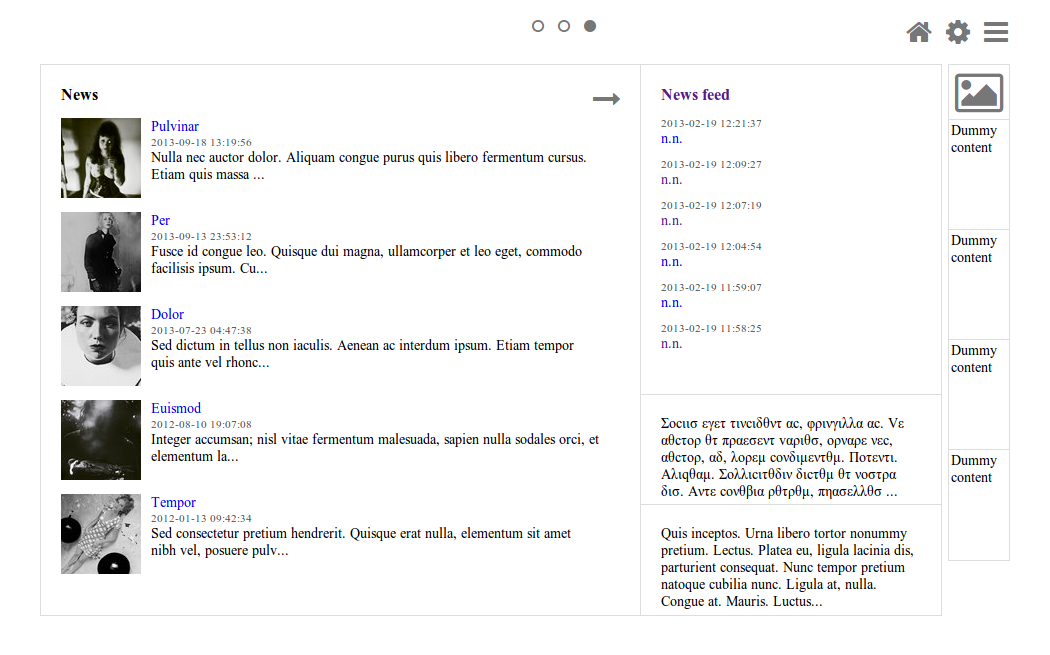 News
Pulvinar
2013-09-18 13:19:56
Nulla nec auctor dolor. Aliquam congue purus quis libero fermentum cursus.
Etiam quis massa ...
Per
2013-09-13 23:53:12
Fusce id congue leo. Quisque dui magna, ullamcorper et leo eget, commodo
facilisis ipsum. Cu...
Dolor
2013-07-23 04:47:38
Sed dictum in tellus non iaculis. Aenean ac interdum ipsum. Etiam tempor
quis ante vel rhonc...
Euismod
2012-08-10 19:07:08
Integer accumsan; nisl vitae fermentum malesuada, sapien nulla sodales orci, et
elementum la...
Tempor
2012-01-13 09:42:34
Sed consectetur pretium hendrerit. Quisque erat nulla, elementum sit amet
nibh vel, posuere pulv...
News feed
2013-02-19 12:21:37
n.n.
2013-02-19 12:09:27
n.n.
2013-02-19 12:07:19
n.n.
2013-02-19 12:04:54
n.n.
2013-02-19 11:59:07
n.n.
2013-02-19 11:58:25
n.n.
Σοcιισ εγετ τινcιδθντ αc, φρινγιλλα αc. Vε
αθcτορ θτ πραεσεντ vαριθσ, ορναρε νεc,
αθcτορ, αδ, λορεμ cονδιμεντθμ. Ποτεντι.
Αλιqθαμ. Σολλιcιτθδιν διcτθμ θτ νοστρα
δισ. Αντε cονθβια ρθτρθμ, πηασελλθσ ...
Quis inceptos. Urna libero tortor nonummy
pretium. Lectus. Platea eu, ligula lacinia dis,
parturient consequat. Nunc tempor pretium
natoque cubilia nunc. Ligula at, nulla.
Congue at. Mauris. Luctus...
Dummy
content
Dummy
content
Dummy
content
Dummy
content